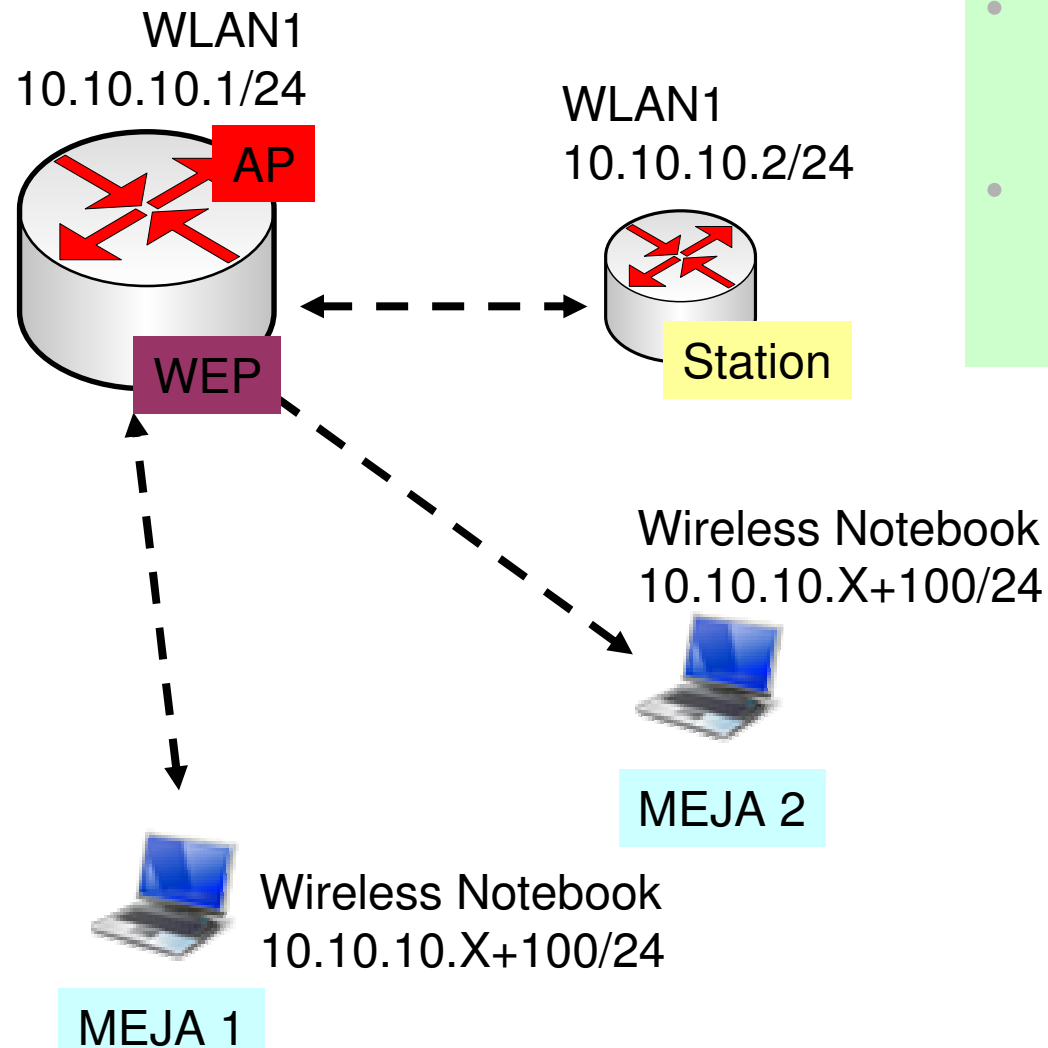 WLAN1
10.10.10.1/24
AP
WLAN1
10.10.10.2/24
WEP
Station
Wireless Notebook
10.10.10.X+100/24
MEJA 2
Wireless Notebook
10.10.10.X+100/24
MEJA 1